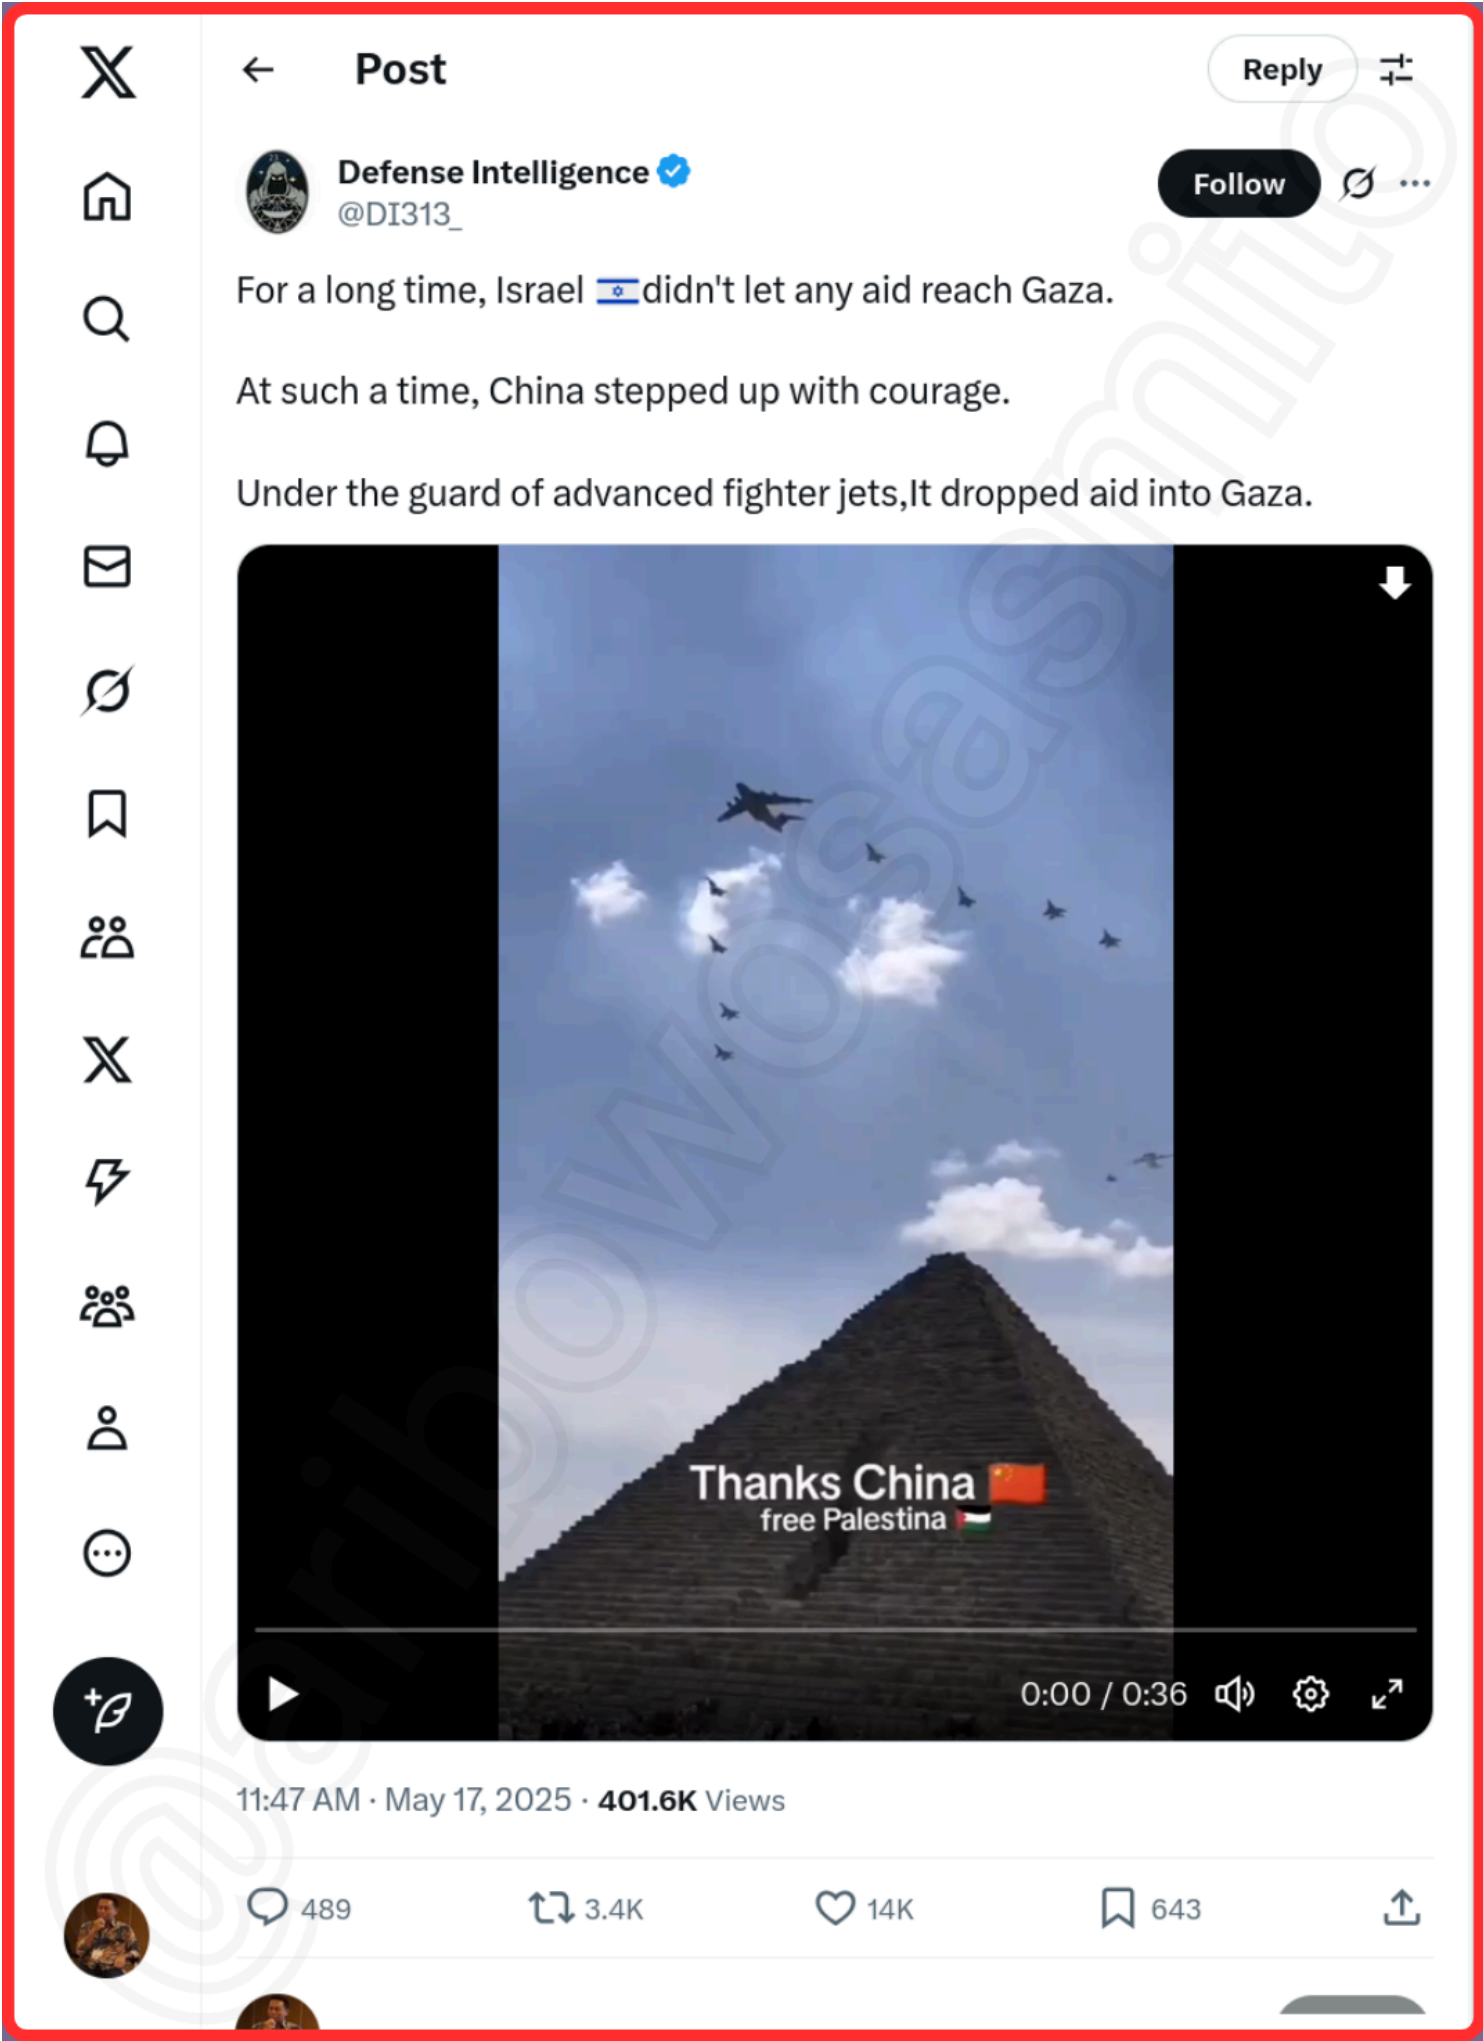 Post
Reply
Defense Intelligence
@DI313_
Follow
For a long time, Israel 🇮🇱didn't let any aid reach Gaza.
At such a time, China stepped up with courage.
Under the guard of advanced fighter jets,It dropped aid into Gaza.
Thanks China 🇨🇳
free Palestina 🇵🇸
0:00 / 0:36
11:47 AM · May 17, 2025 · 401.6K Views
489
3.4K
14K
643
@aribowosasmito